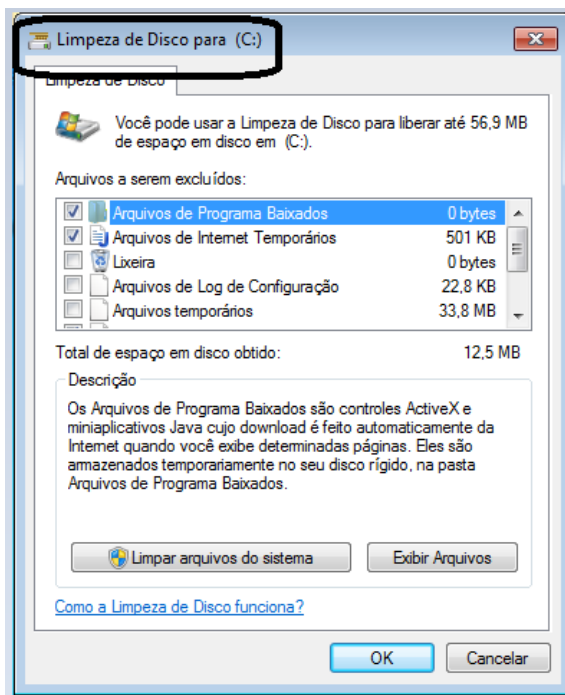 Limpeza de Disco para (C:)
Limpeza de Disco
Você pode usar a Limpeza de Disco para liberar até 56,9 MB
de espaço em disco em (C:).
Arquivos a serem excluídos:
Arquivos de Programa Baixados 0 bytes
Arquivos de Internet Temporários 501 KB
Lixeira 0 bytes
Arquivos de Log de Configuração 22,8 KB
Arquivos temporários 33,8 MB
Total de espaço em disco obtido: 12,5 MB
Descrição
Os Arquivos de Programa Baixados são controles ActiveX e
miniaplicativos Java cujo download é feito automaticamente da
Internet quando você exibe determinadas páginas. Eles são
armazenados temporariamente no seu disco rígido, na pasta
Arquivos de Programa Baixados.
Limpar arquivos do sistema Exibir Arquivos
Como a Limpeza de Disco funciona?
OK Cancelar